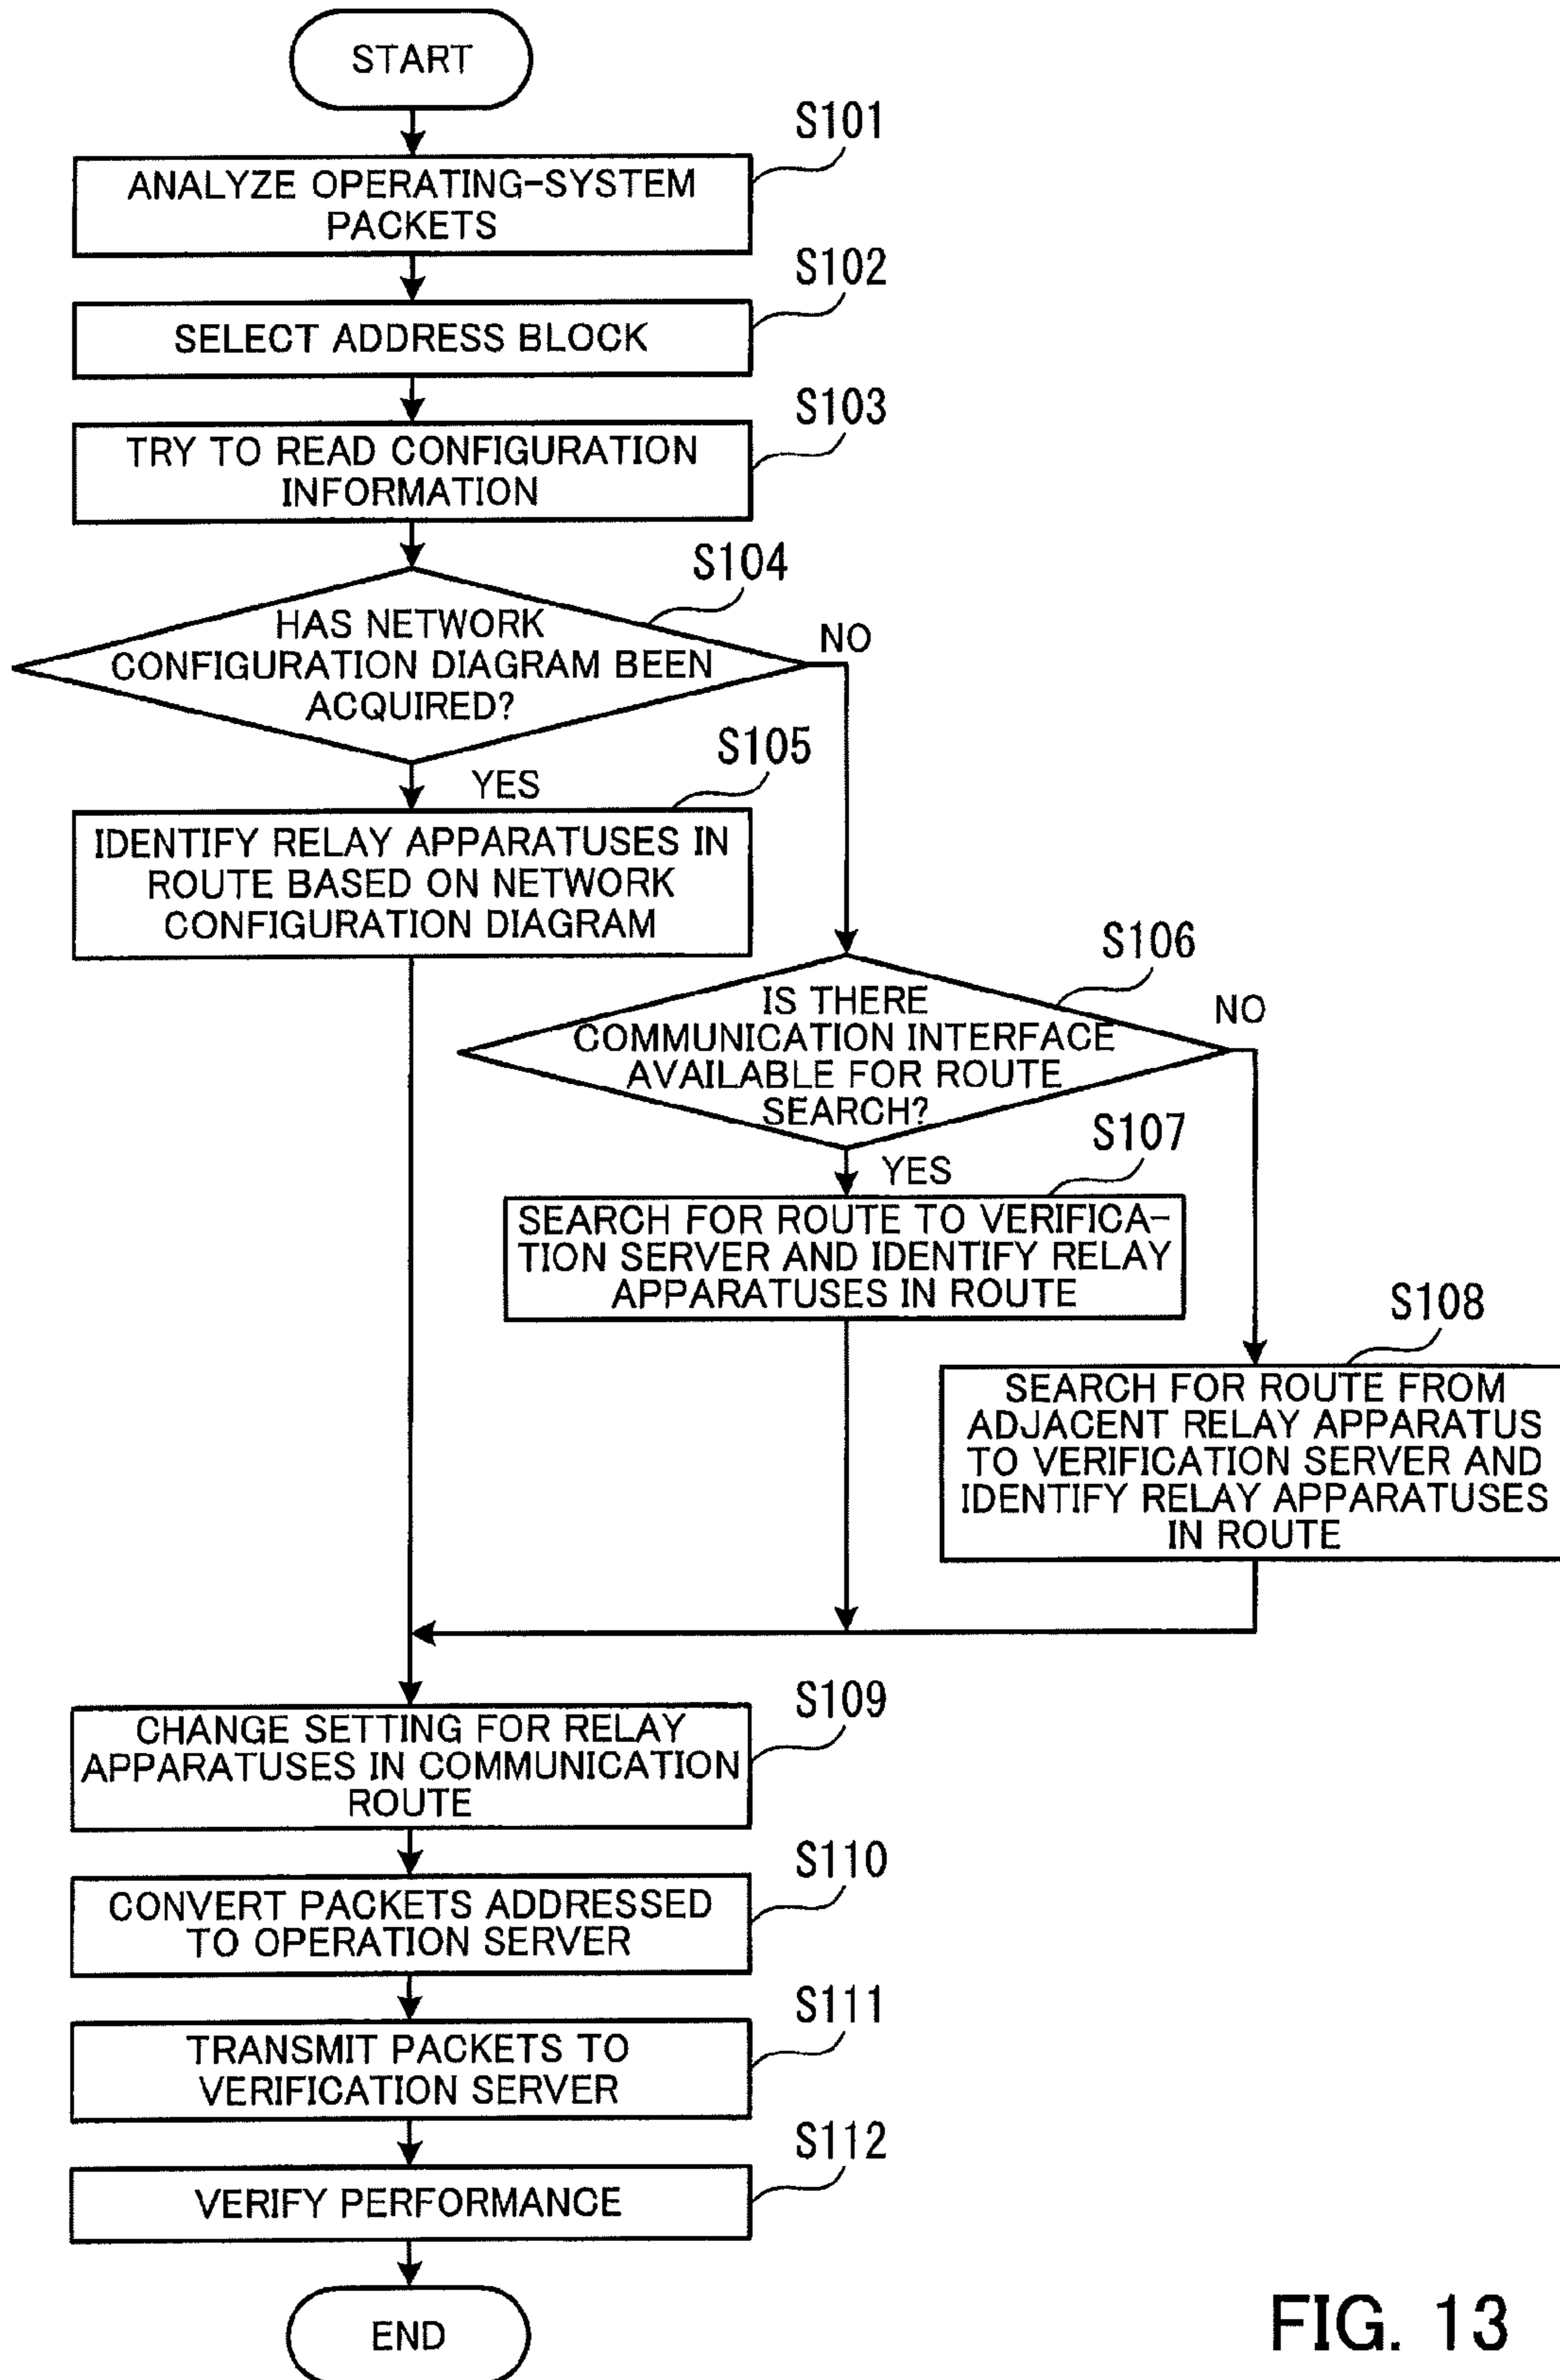 START
S101
ANALYZE OPERATING-SYSTEM
PACKETS
S102
SELECT ADDRESS BLOCK
S103
TRY TO READ CONFIGURATION
INFORMATION
S104
HAS NETWORK
CONFIGURATION DIAGRAM BEEN
ACQUIRED?
NO
YES
S105
IDENTIFY RELAY APPARATUSES IN
ROUTE BASED ON NETWORK
CONFIGURATION DIAGRAM
S106
IS THERE
COMMUNICATION INTERFACE
AVAILABLE FOR ROUTE
SEARCH?
NO
YES
S107
SEARCH FOR ROUTE TO VERIFICA-
TION SERVER AND IDENTIFY RELAY
APPARATUSES IN ROUTE
S108
SEARCH FOR ROUTE FROM
ADJACENT RELAY APPARATUS
TO VERIFICATION SERVER AND
IDENTIFY RELAY APPARATUSES
IN ROUTE
S109
CHANGE SETTING FOR RELAY
APPARATUSES IN COMMUNICATION
ROUTE
S110
CONVERT PACKETS ADDRESSED
TO OPERATION SERVER
S111
TRANSMIT PACKETS TO
VERIFICATION SERVER
S112
VERIFY PERFORMANCE
END
FIG. 13